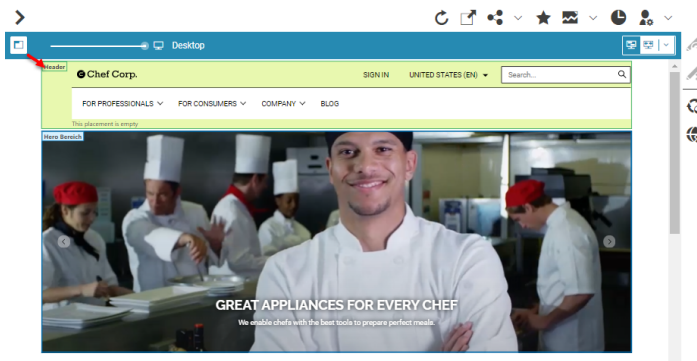 Desktop
Header
Chef Corp.
SIGN IN
UNITED STATES (EN)
Search...
FOR PROFESSIONALS
FOR CONSUMERS
COMPANY
BLOG
This placement is empty
Hero Bereich
GREAT APPLIANCES FOR EVERY CHEF
We enable chefs with the best tools to prepare perfect meals.